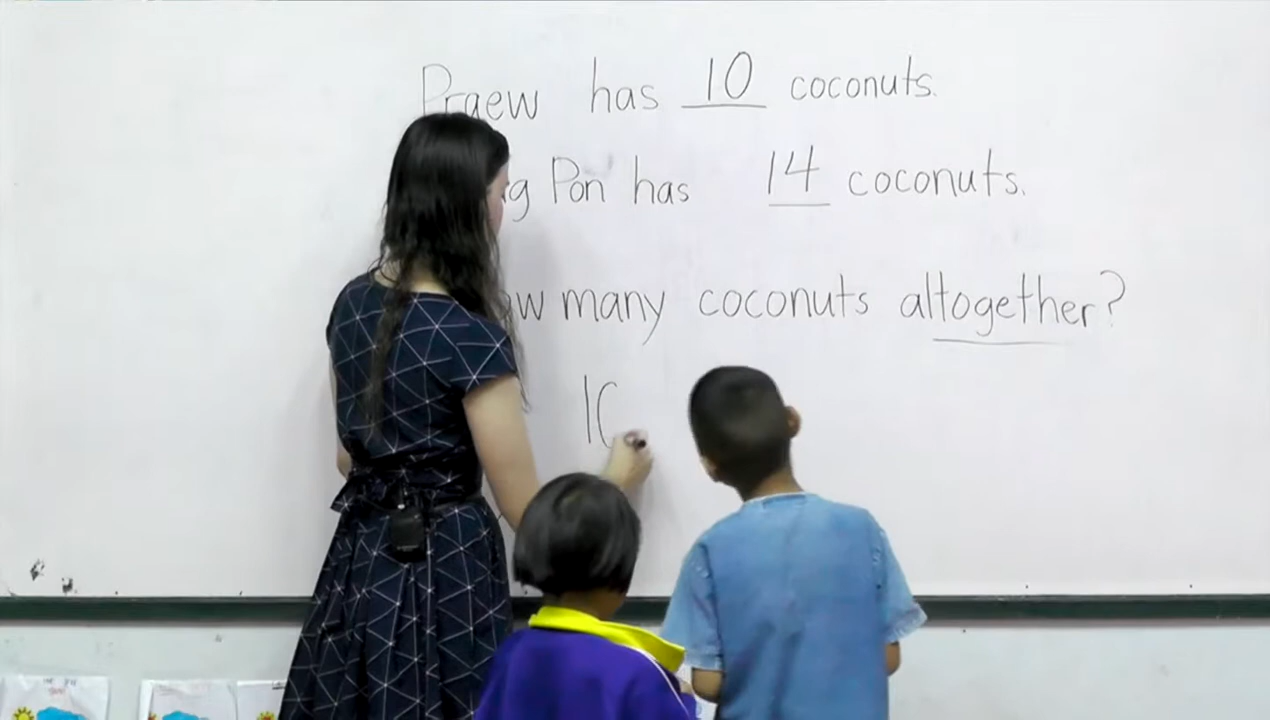 Praew has 10 coconuts.
Pon has 14 coconuts.
many coconuts altogether?
10